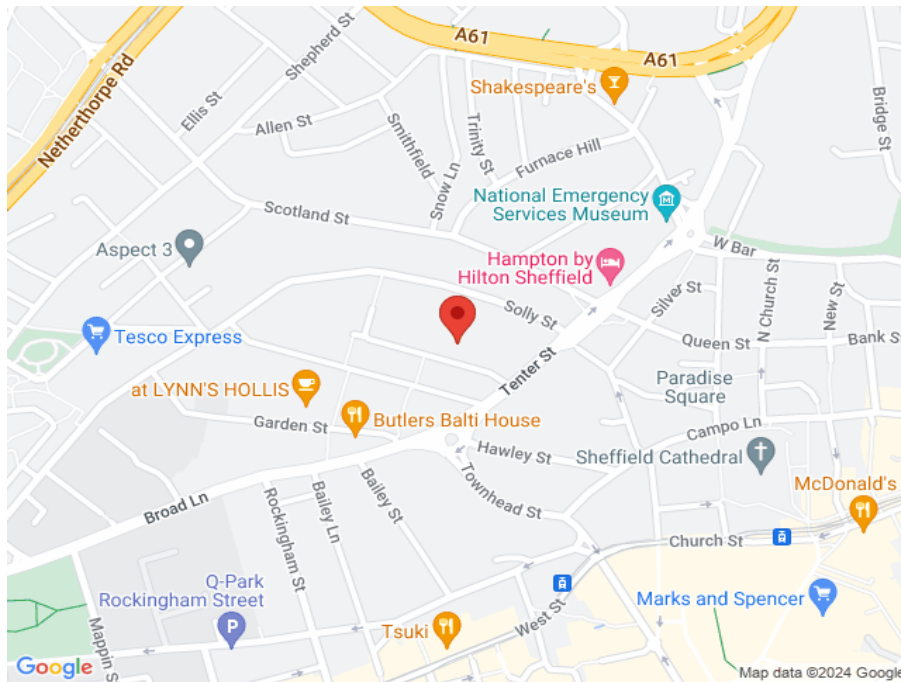 A61
A61
Shepherd St
Shakespeare's
Netherthorpe Rd
Ellis St
Allen St
Smithfield
Trinity St
Bridge St
Furnace Hill
Snow Ln
National Emergency
Services Museum
Scotland St
Aspect 3
W Bar
Hampton by
Hilton Sheffield
Silver St
N Church St
New St
Solly St
Tesco Express
Queen St
Bank St
Tenter St
Paradise
Square
at LYNN'S HOLLIS
Garden St
Butlers Balti House
Campo Ln
Hawley St
Sheffield Cathedral
McDonald's
Broad Ln
Rockingham St
Bailey Ln
Bailey St
Townhead St
Church St
Q-Park
Rockingham Street
P
West St
Marks and Spencer
Mappin S
Tsuki
Google
Map data ©2024 Google